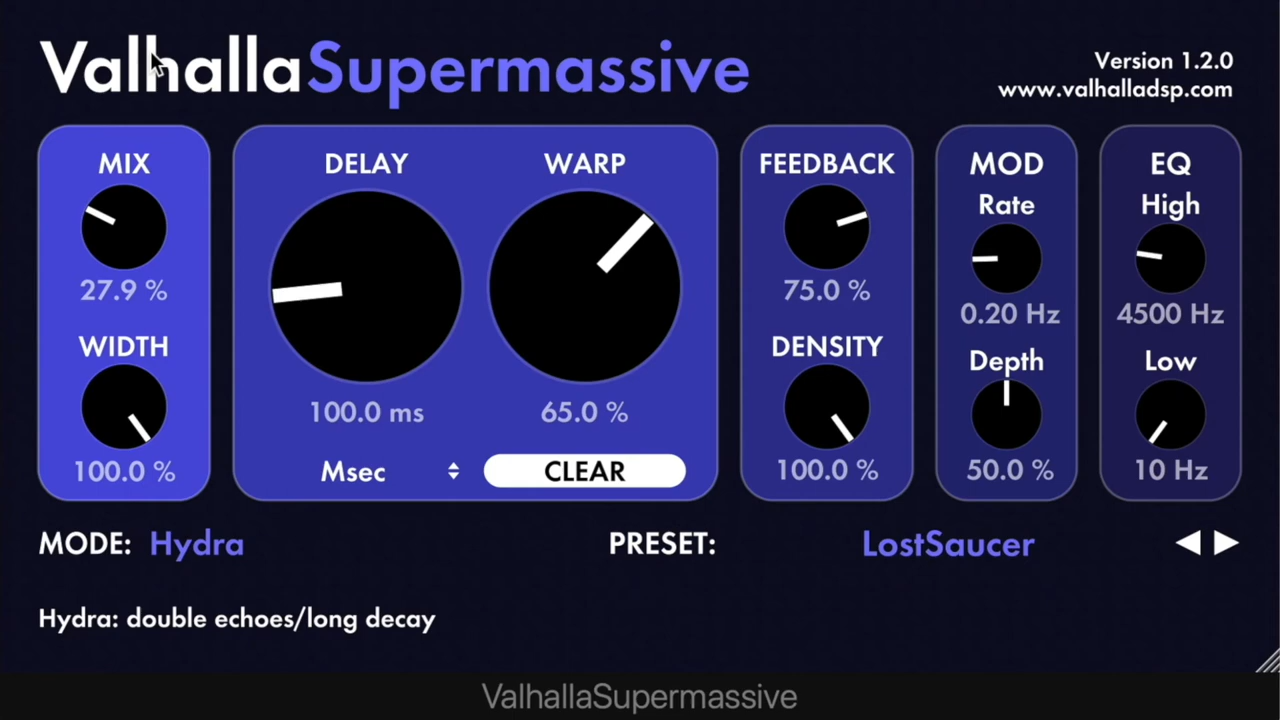 ValhallaSupermassive
Version 1.2.0
www.valhalladsp.com
MIX
27.9 %
WIDTH
100.0 %
DELAY
100.0 ms
Msec
WARP
65.0 %
CLEAR
FEEDBACK
75.0 %
DENSITY
100.0 %
MOD
Rate
0.20 Hz
Depth
50.0 %
EQ
High
4500 Hz
Low
10 Hz
MODE: Hydra
PRESET: LostSaucer
Hydra: double echoes/long decay
ValhallaSupermassive